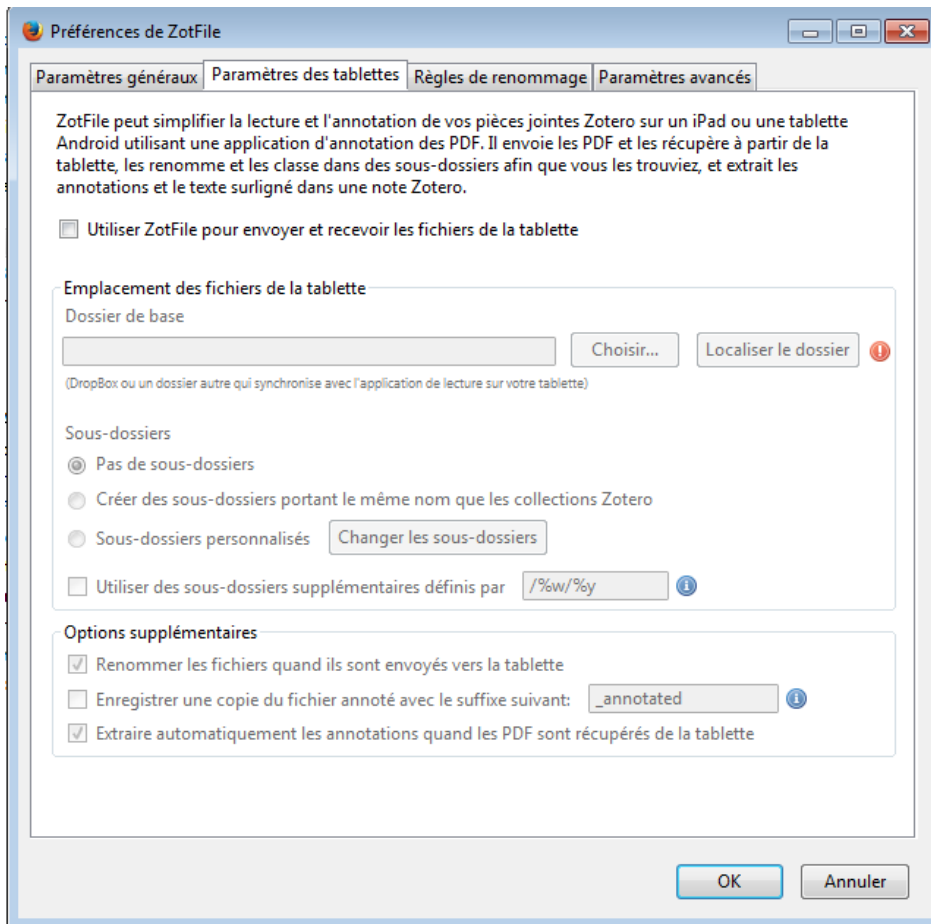 Préférences de ZotFile
Paramètres généraux Paramètres des tablettes Règles de renommage Paramètres avancés
ZotFile peut simplifier la lecture et l'annotation de vos pièces jointes Zotero sur un iPad ou une tablette
Android utilisant une application d'annotation des PDF. Il envoie les PDF et les récupère à partir de la
tablette, les renomme et les classe dans des sous-dossiers afin que vous les trouviez, et extrait les
annotations et le texte surligné dans une note Zotero.
Utiliser ZotFile pour envoyer et recevoir les fichiers de la tablette
Emplacement des fichiers de la tablette
Dossier de base
Choisir... Localiser le dossier
(DropBox ou un dossier autre qui synchronise avec l'application de lecture sur votre tablette)
Sous-dossiers
Pas de sous-dossiers
Créer des sous-dossiers portant le même nom que les collections Zotero
Sous-dossiers personnalisés Changer les sous-dossiers
Utiliser des sous-dossiers supplémentaires définis par /%w/%y
Options supplémentaires
Renommer les fichiers quand ils sont envoyés vers la tablette
Enregistrer une copie du fichier annoté avec le suffixe suivant: _annotated
Extraire automatiquement les annotations quand les PDF sont récupérés de la tablette
OK Annuler